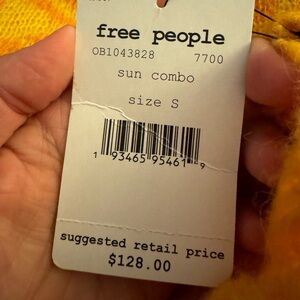 free people
OB1043828 7700
sun combo
size S
1 93465 95461 9
suggested retail price
$128.00